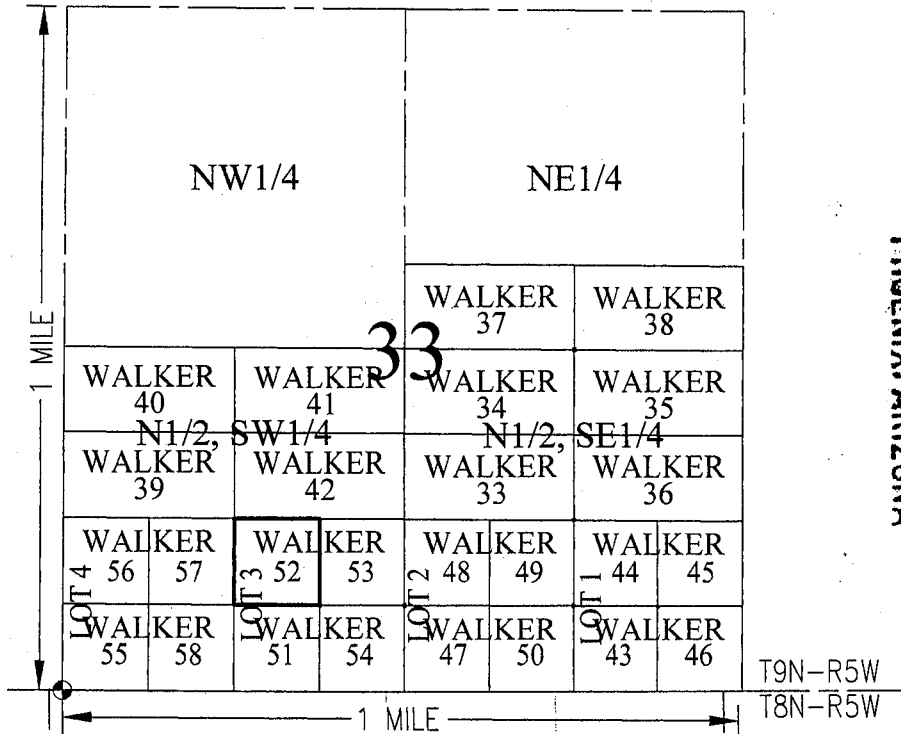 NW1/4 NE1/4
1 MILE
33
WALKER WALKER
37 38
WALKER WALKER WALKER WALKER
40 41 34 35
N1/2, SW1/4 N1/2, SE1/4
WALKER WALKER WALKER WALKER
39 42 33 36
WALKER WALKER WALKER WALKER
56 57 52 53 48 49 44 45
LOT 4 LOT 3 LOT 2 LOT 1
WALKER WALKER WALKER WALKER
55 58 51 54 47 50 43 46
T9N-R5W
T8N-R5W
1 MILE
ARIZONA